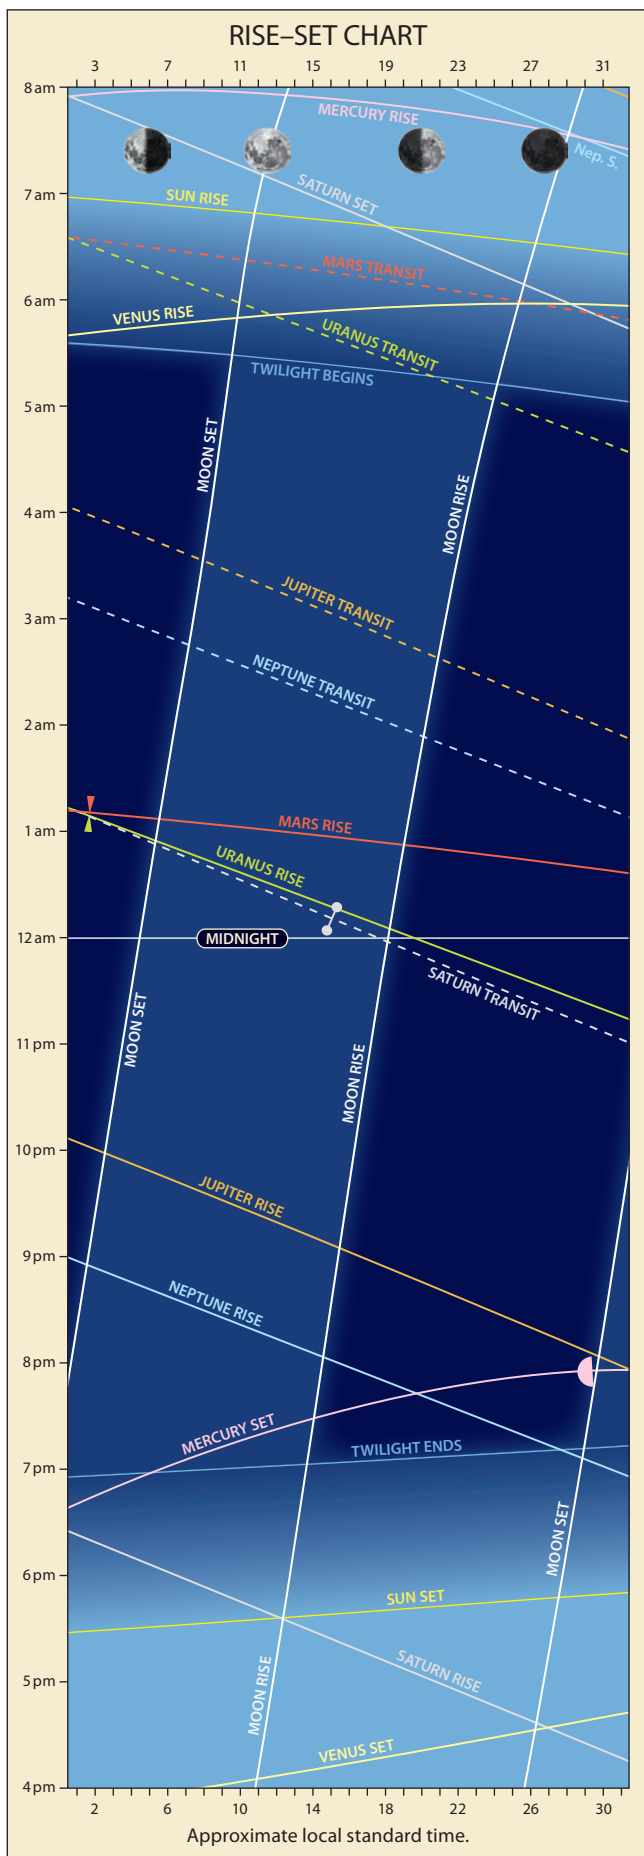 RISE–SET CHART
3 7 11 15 19 23 27 31
8 am
MERCURY RISE
Nep. S.
SATURN SET
7 am
SUN RISE
MARS TRANSIT
6 am
VENUS RISE
URANUS TRANSIT
TWILIGHT BEGINS
5 am
MOON SET
MOON RISE
4 am
JUPITER TRANSIT
3 am
NEPTUNE TRANSIT
2 am
MARS RISE
1 am
URANUS RISE
12 am
MIDNIGHT
SATURN TRANSIT
MOON SET
11 pm
MOON RISE
10 pm
JUPITER RISE
9 pm
NEPTUNE RISE
8 pm
MERCURY SET
TWILIGHT ENDS
7 pm
MOON SET
6 pm
SUN SET
SATURN RISE
5 pm
MOON RISE
VENUS SET
4 pm
2 6 10 14 18 22 26 30
Approximate local standard time.